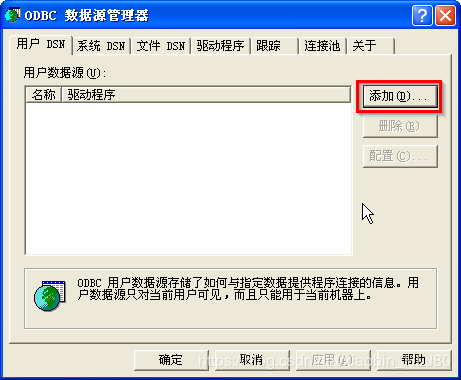 ODBC 数据源管理器
用户 DSN 系统 DSN 文件 DSN 驱动程序 跟踪 连接池 关于
用户数据源(U):
名称 驱动程序
添加(D)...
删除(R)
配置(C)...
ODBC 用户数据源存储了如何与指定数据提供程序连接的信息。用
户数据源只对当前用户可见,而且只能用于当前机器上。
确定 取消 应用(A) 帮助